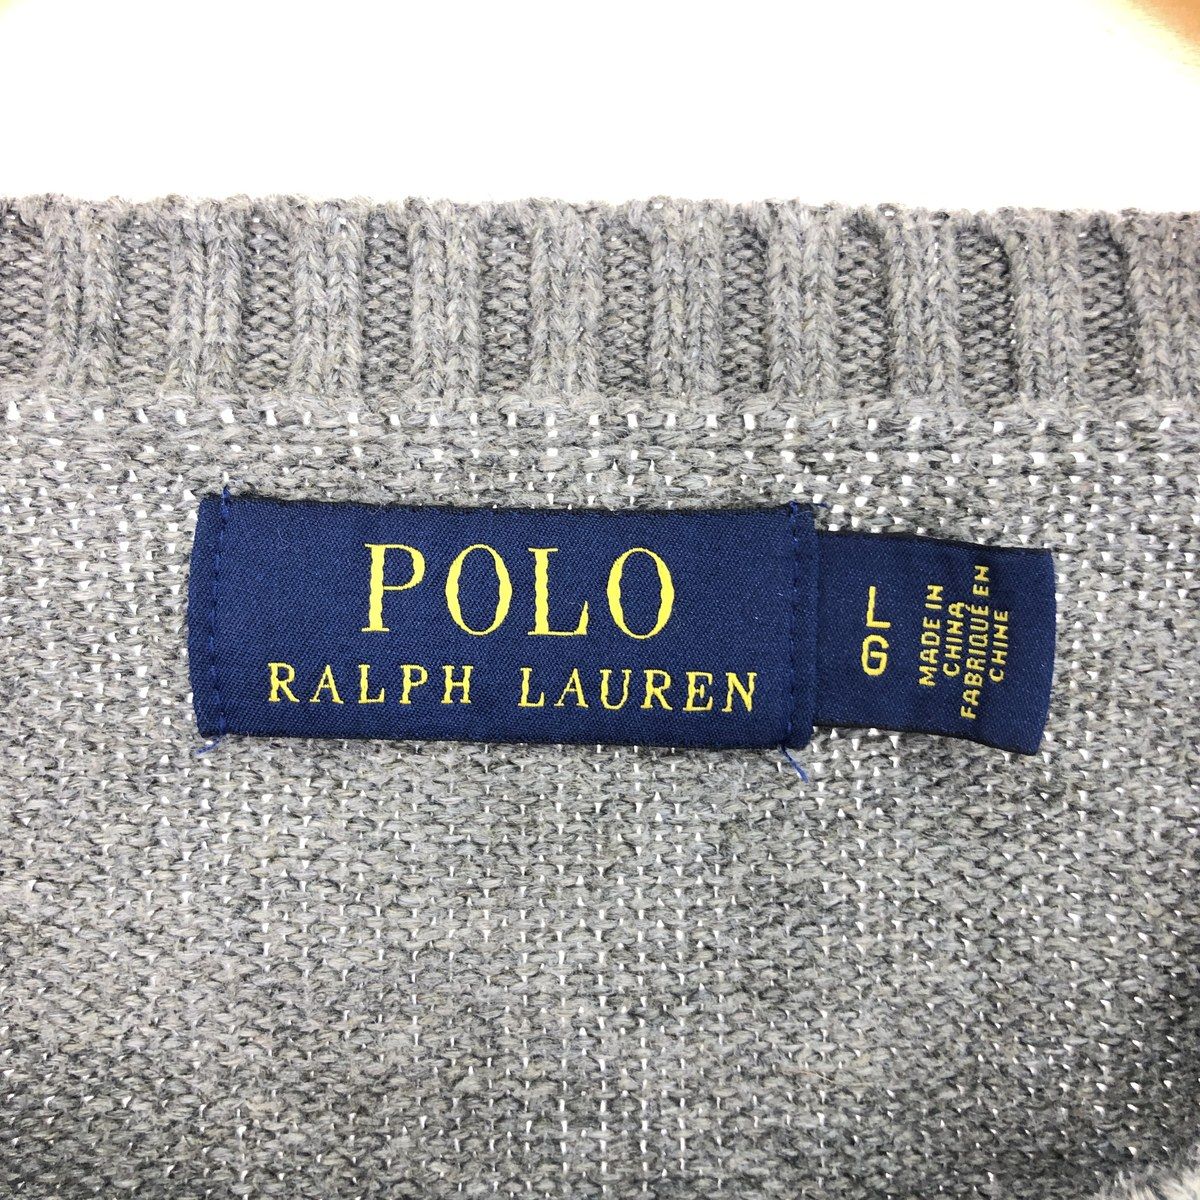 POLO
RALPH LAUREN
L
G
MADE IN
CHINA
FABRIQUÉ EN
CHINE